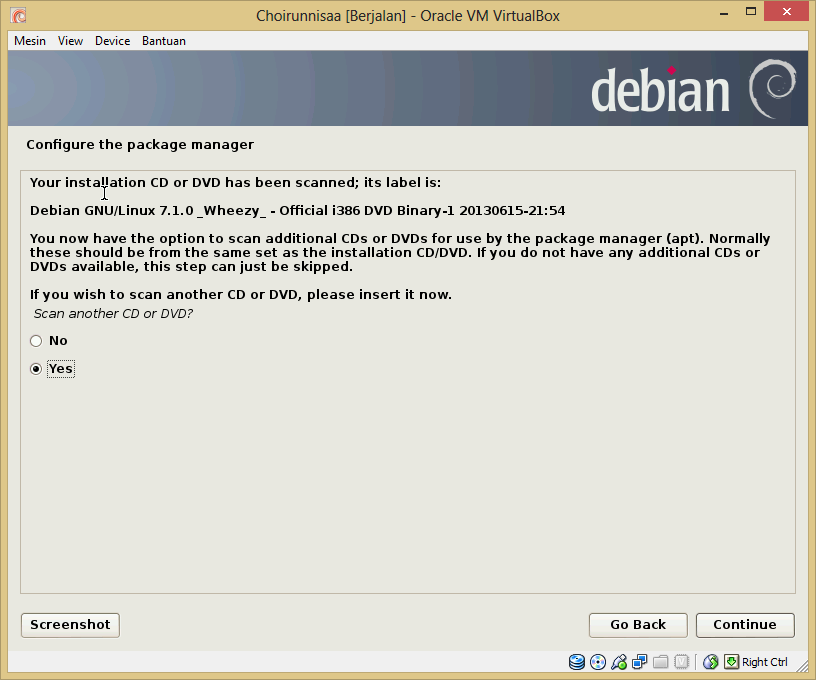 Choirunnisaa [Berjalan] - Oracle VM VirtualBox
Mesin View Device Bantuan
debian
Configure the package manager
Your installation CD or DVD has been scanned; its label is:
Debian GNU/Linux 7.1.0 _Wheezy_ - Official i386 DVD Binary-1 20130615-21:54
You now have the option to scan additional CDs or DVDs for use by the package manager (apt). Normally
these should be from the same set as the installation CD/DVD. If you do not have any additional CDs or
DVDs available, this step can just be skipped.
If you wish to scan another CD or DVD, please insert it now.
Scan another CD or DVD?
No
Yes
Screenshot Go Back Continue
Right Ctrl